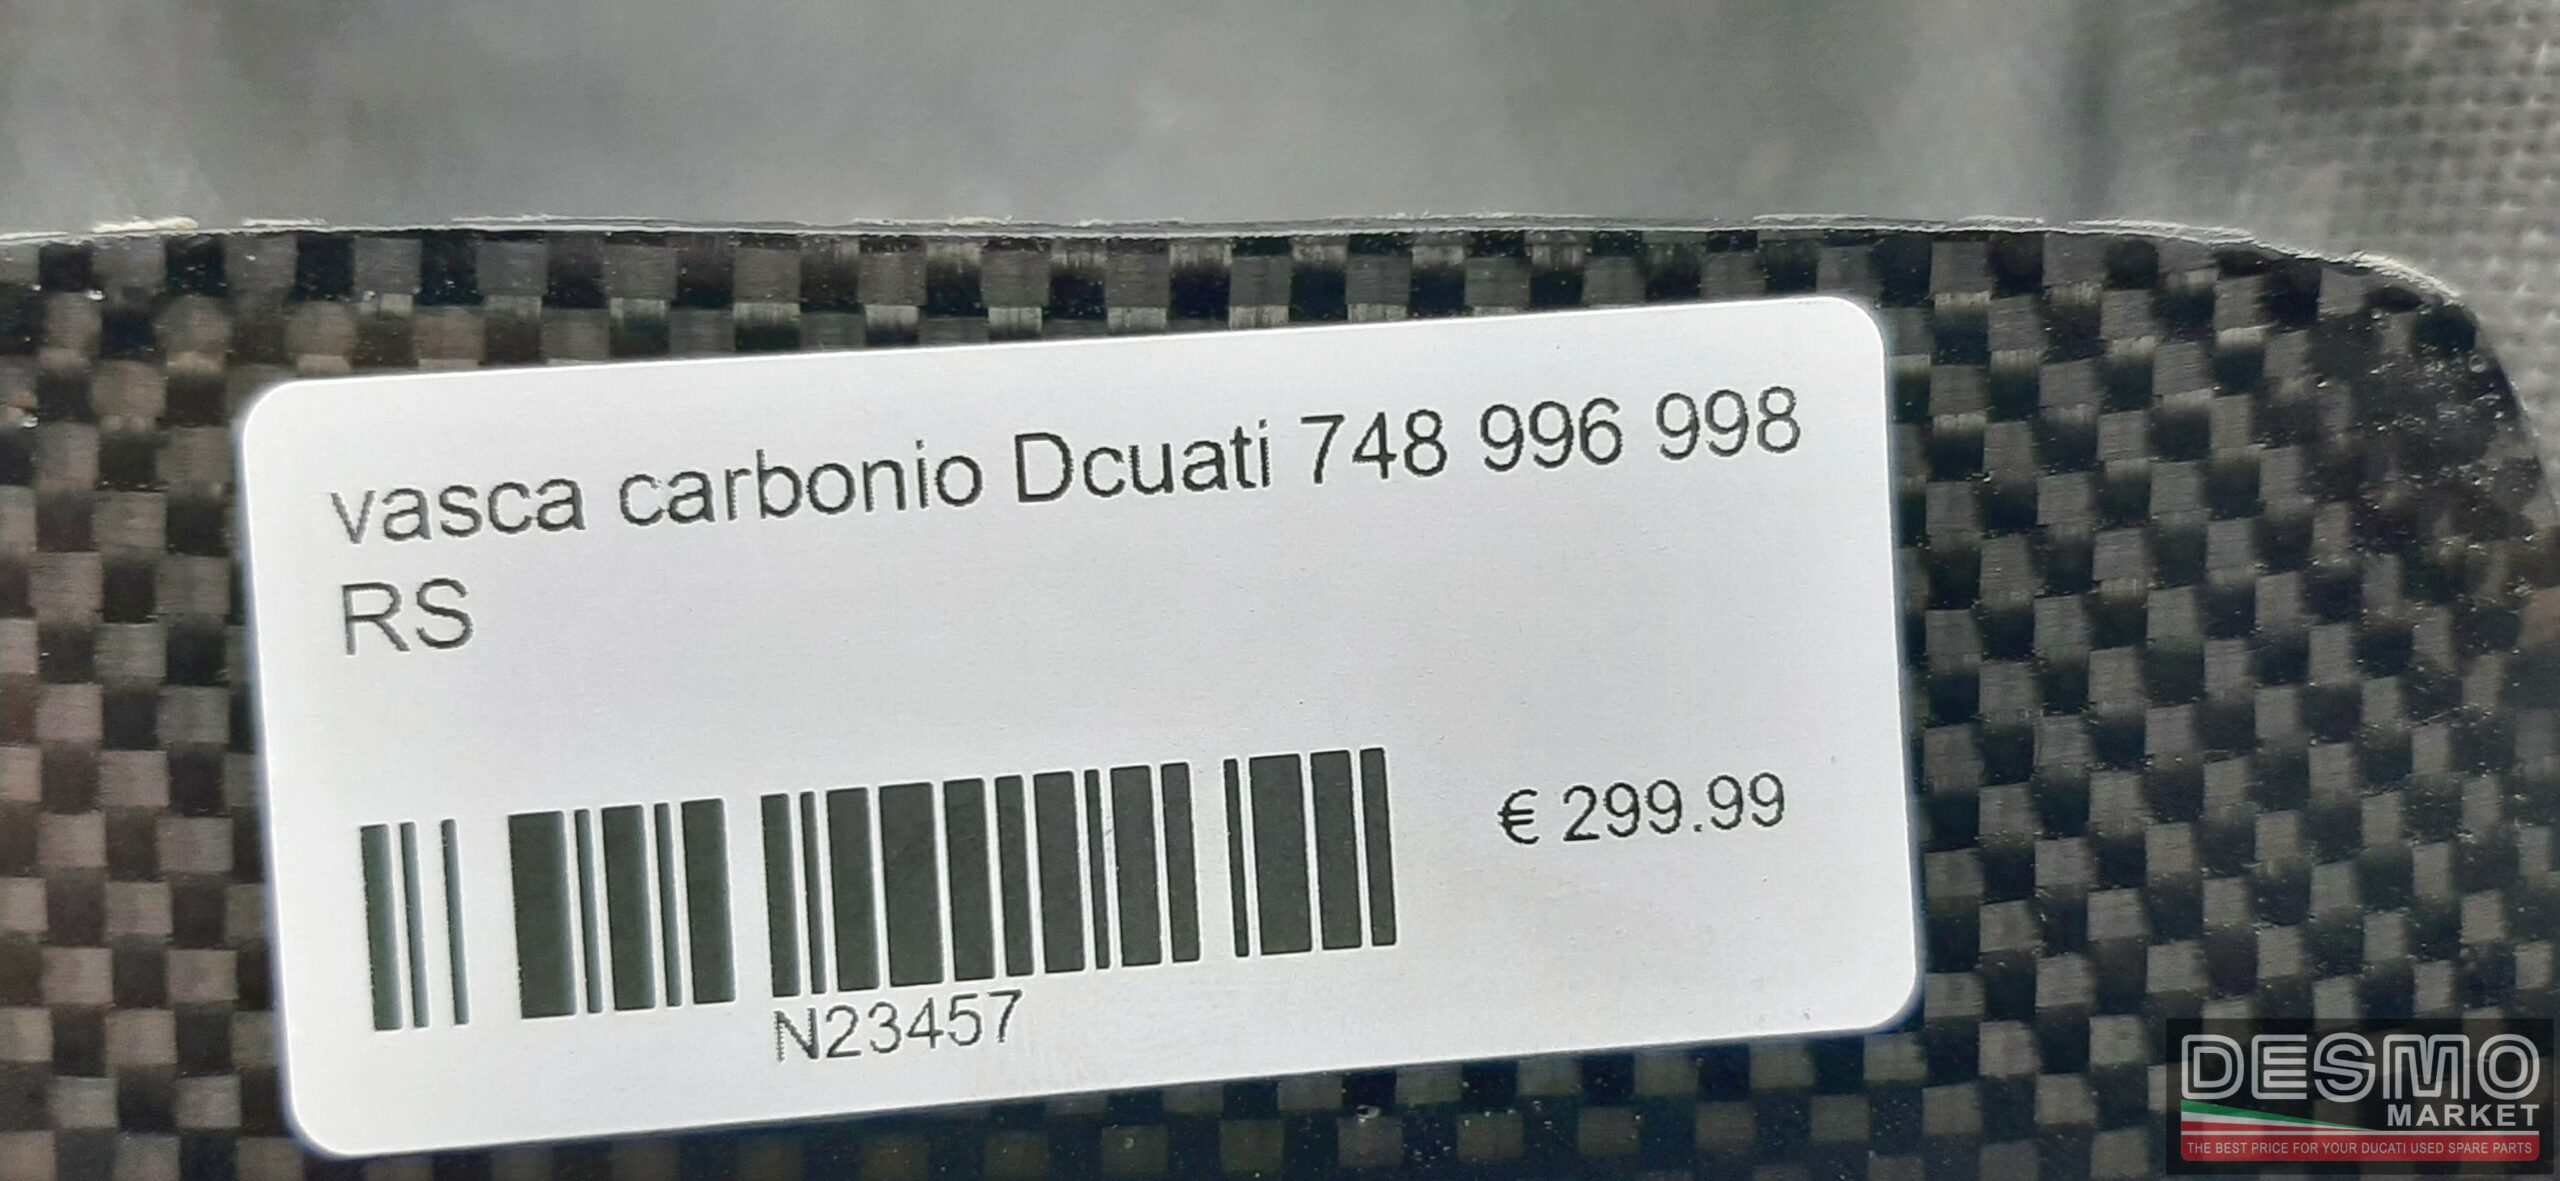 vasca carbonio Dcuati 748 996 998
RS
€ 299.99
N23457
DESMO
MARKET
THE BEST PRICE FOR YOUR DUCATI USED SPARE PARTS